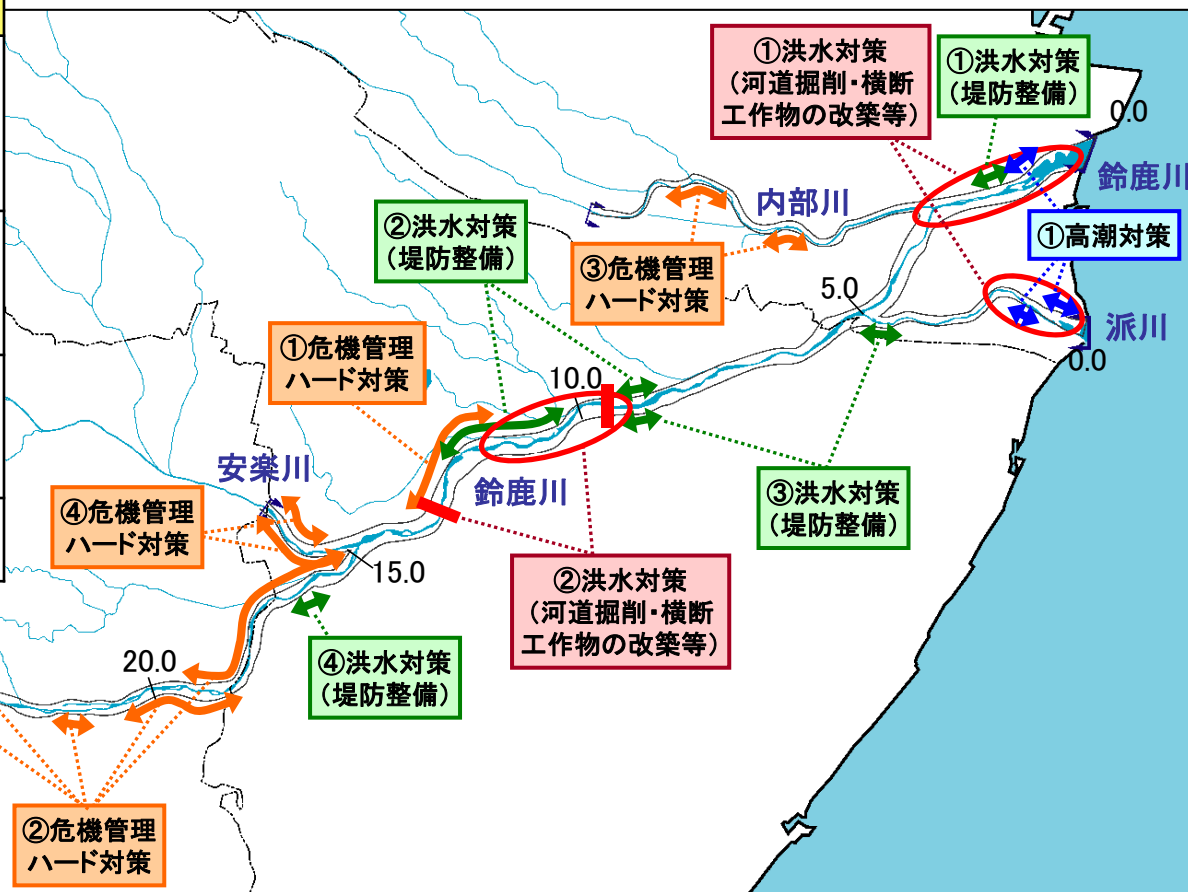 ①洪水対策
（河道掘削・横断
工作物の改築等）
①洪水対策
（堤防整備）
0.0
鈴鹿川
内部川
①高潮対策
②洪水対策
（堤防整備）
③危機管理
ハード対策
5.0
派川
0.0
①危機管理
ハード対策
10.0
安楽川
鈴鹿川
③洪水対策
（堤防整備）
④危機管理
ハード対策
15.0
②洪水対策
（河道掘削・横断
工作物の改築等）
20.0
④洪水対策
（堤防整備）
②危機管理
ハード対策